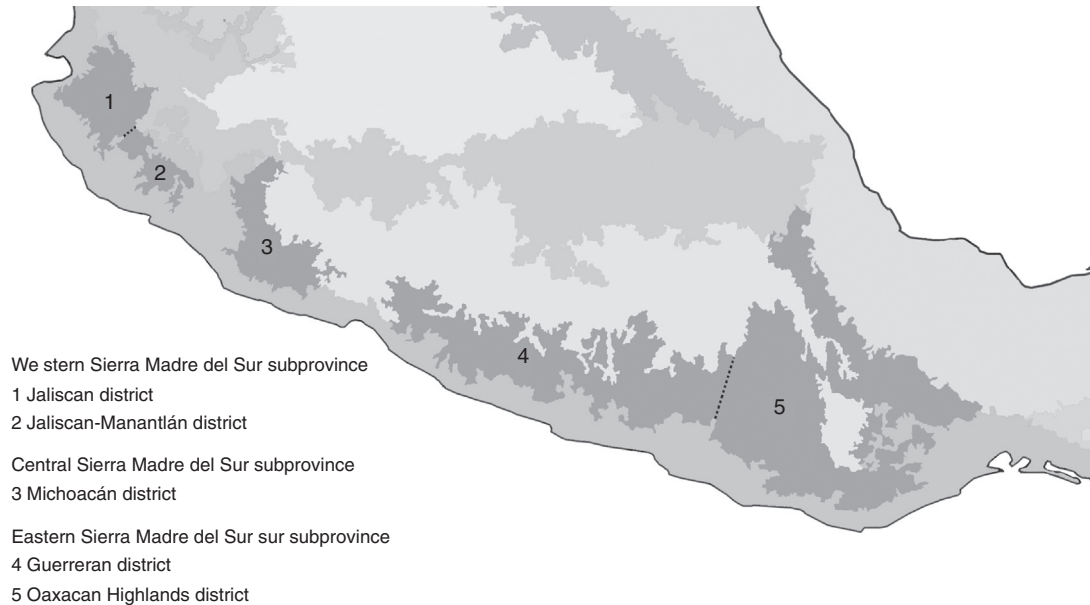 1
2
3
4
5
We stern Sierra Madre del Sur subprovince
1 Jaliscan district
2 Jaliscan-Manantlán district
Central Sierra Madre del Sur subprovince
3 Michoacán district
Eastern Sierra Madre del Sur sur subprovince
4 Guerreran district
5 Oaxacan Highlands district